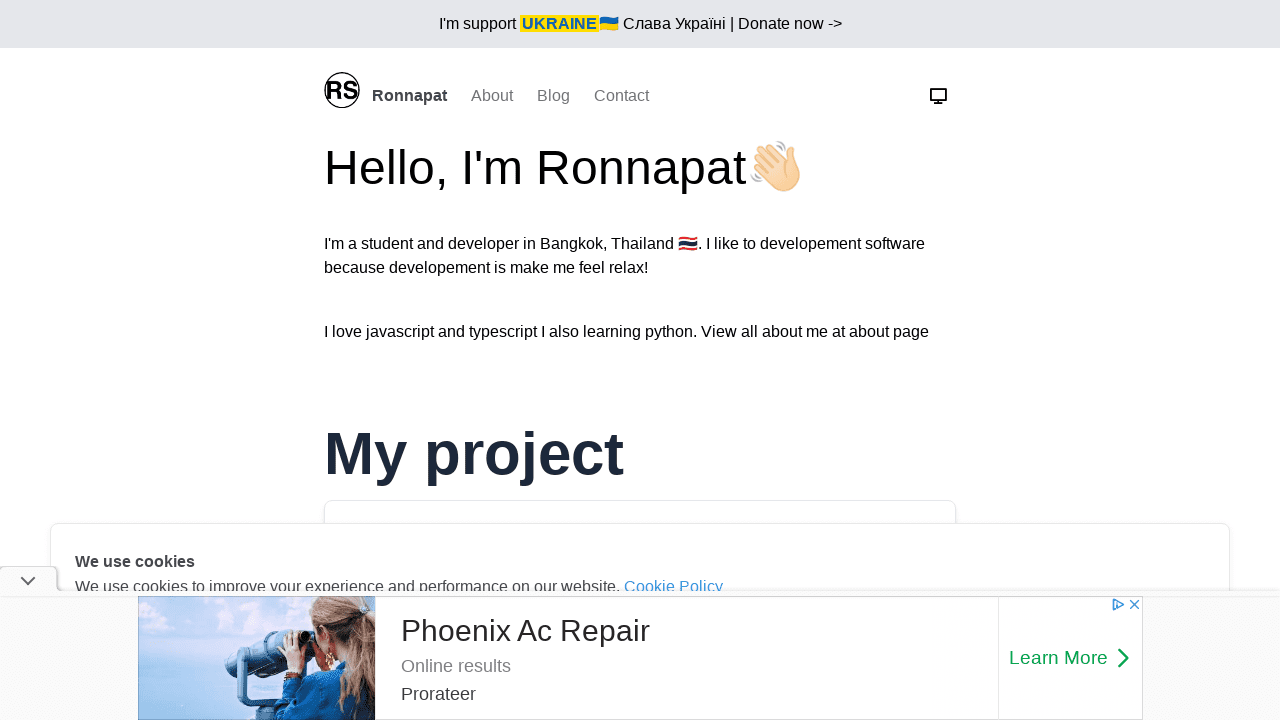 I'm support UKRAINE🇺🇦 Слава Україні | Donate now ->
RS Ronnapat About Blog Contact
Hello, I'm Ronnapat👋🏻
I'm a student and developer in Bangkok, Thailand 🇹🇭. I like to developement software
because developement is make me feel relax!
I love javascript and typescript I also learning python. View all about me at about page
My project
We use cookies
We use cookies to improve your experience and performance on our website. Cookie Policy
Phoenix Ac Repair
Online results
Prorateer
Learn More